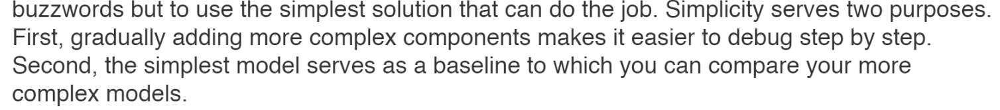 buzzwords but to use the simplest solution that can do the job. Simplicity serves two purposes.
First, gradually adding more complex components makes it easier to debug step by step.
Second, the simplest model serves as a baseline to which you can compare your more
complex models.